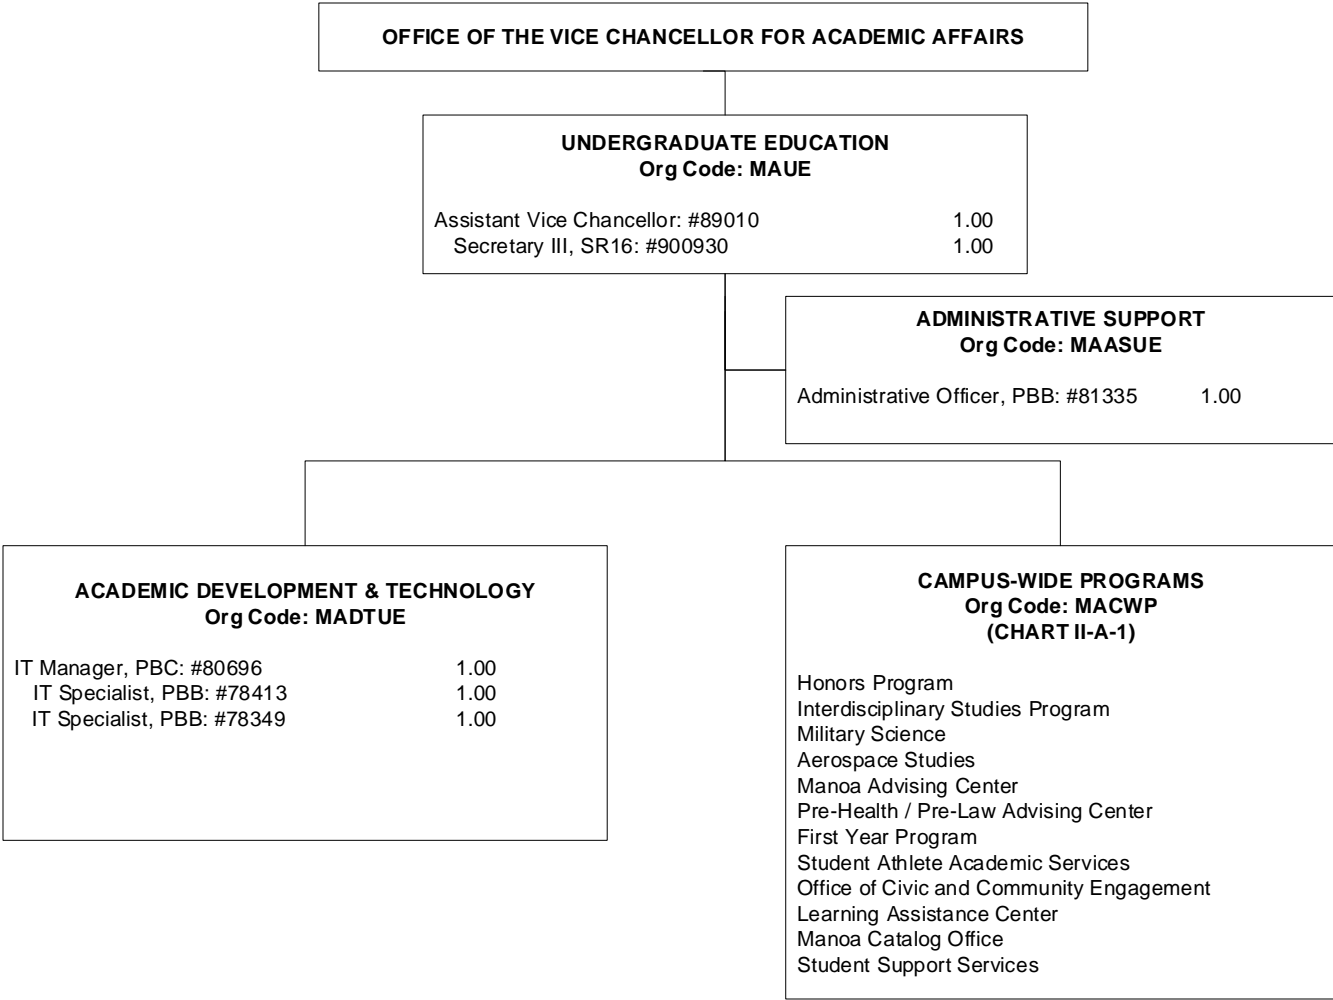 OFFICE OF THE VICE CHANCELLOR FOR ACADEMIC AFFAIRS
UNDERGRADUATE EDUCATION
Org Code: MAUE
Assistant Vice Chancellor: #89010 1.00
Secretary III, SR16: #900930 1.00
ADMINISTRATIVE SUPPORT
Org Code: MAASUE
Administrative Officer, PBB: #81335 1.00
ACADEMIC DEVELOPMENT & TECHNOLOGY
Org Code: MADTUE
IT Manager, PBC: #80696 1.00
IT Specialist, PBB: #78413 1.00
IT Specialist, PBB: #78349 1.00
CAMPUS-WIDE PROGRAMS
Org Code: MACWP
(CHART II-A-1)
Honors Program
Interdisciplinary Studies Program
Military Science
Aerospace Studies
Manoa Advising Center
Pre-Health / Pre-Law Advising Center
First Year Program
Student Athlete Academic Services
Office of Civic and Community Engagement
Learning Assistance Center
Manoa Catalog Office
Student Support Services